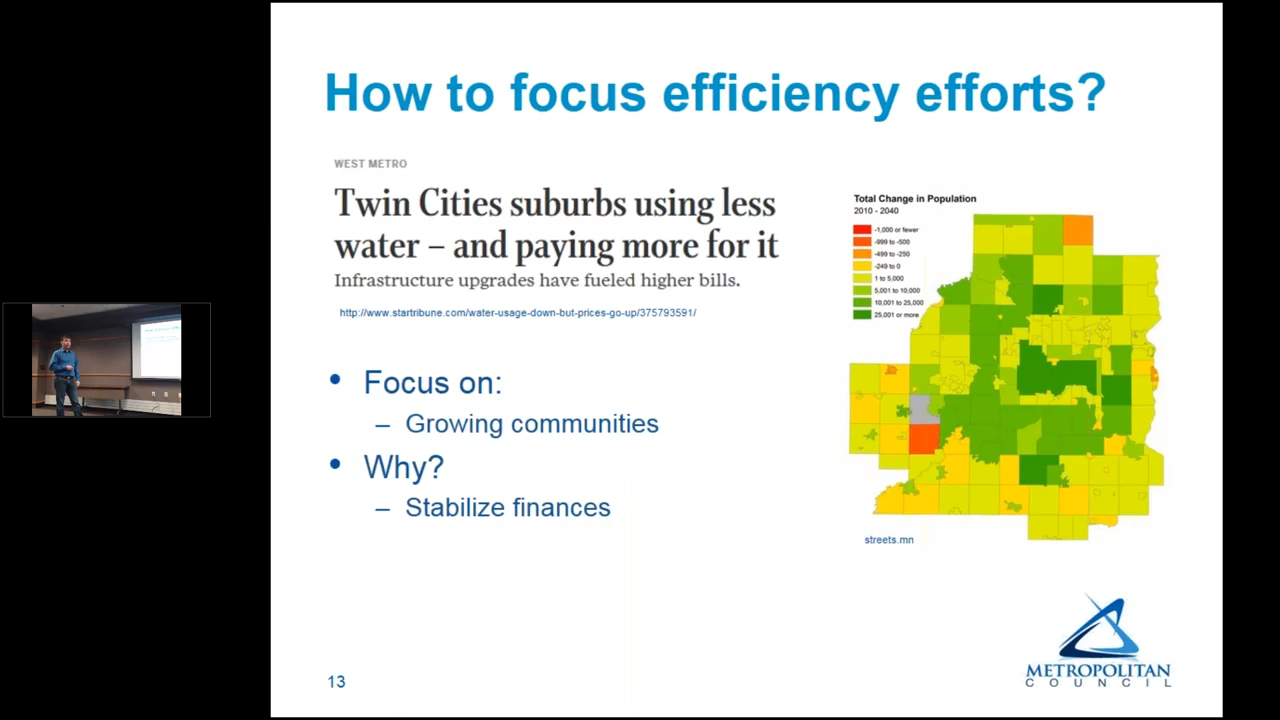 How to focus efficiency efforts?
WEST METRO
Twin Cities suburbs using less
water – and paying more for it
Infrastructure upgrades have fueled higher bills.
http://www.startribune.com/water-usage-down-but-prices-go-up/375793591/
• Focus on:
– Growing communities
• Why?
– Stabilize finances
Total Change in Population
2010 - 2040
-1,000 or fewer
-999 to -500
-499 to -250
-249 to 0
1 to 5,000
5,001 to 10,000
10,001 to 25,000
25,001 or more
streets.mn
METROPOLITAN
COUNCIL
13